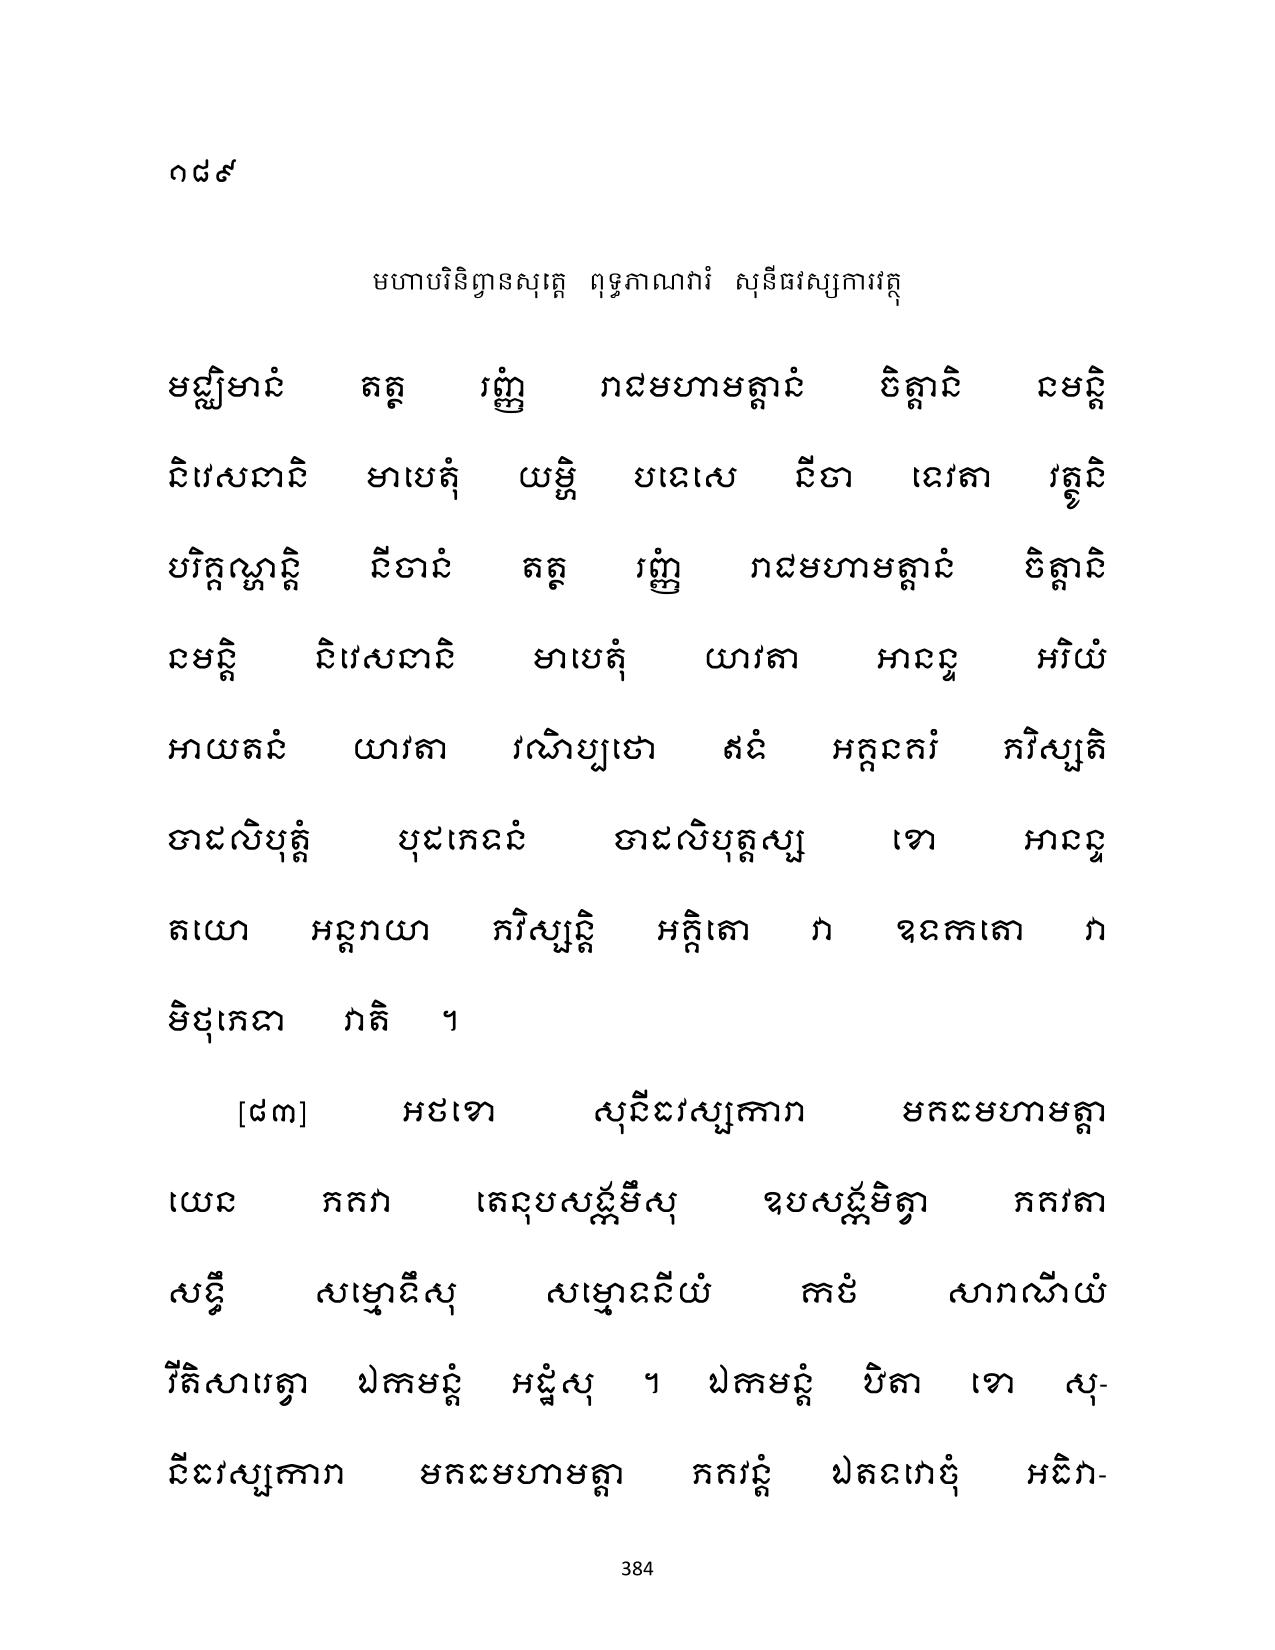 ១៨៩
មហាបរិនិព្វានសុត្តេ ពុទ្ធភាណវារំ សុនីធវស្សការវត្ថុ
មជ្ឈិមានំ តត្ថ រញ្ញំ រាជមហាមត្តានំ ចិត្តានិ នមន្តិ
និវេសនានិ មាបេតុំ យម្ហិ បទេសេ នីចា ទេវតា វត្ថូនិ
បរិគ្គណ្ហន្តិ នីចានំ តត្ថ រញ្ញំ រាជមហាមត្តានំ ចិត្តានិ
នមន្តិ និវេសនានិ មាបេតុំ យាវតា អានន្ទ អរិយំ
អាយតនំ យាវតា វណិប្បថោ ឥទំ អគ្គនគរំ ភវិស្សតិ
បាដលិបុត្តំ បុដភេទនំ បាដលិបុត្តស្ស ខោ អានន្ទ
តយោ អន្តរាយា ភវិស្សន្តិ អគ្គិតោ វា ឧទកតោ វា
មិថុភេទា វាតិ ។
[៨៣] អថខោ សុនីធវស្សការា មគធមហាមត្តា
យេន ភគវា តេនុបសង្កមឹសុ ឧបសង្កមិត្វា ភគវតា
សទ្ធឹ សម្មោទឹសុ សម្មោទនីយំ កថំ សារាណីយំ
វីតិសារេត្វា ឯកមន្តំ អដ្ឋំសុ ។ ឯកមន្តំ ឋិតា ខោ សុ-
នីធវស្សការា មគធមហាមត្តា ភគវន្តំ ឯតទវោចុំ អធិវា-
384